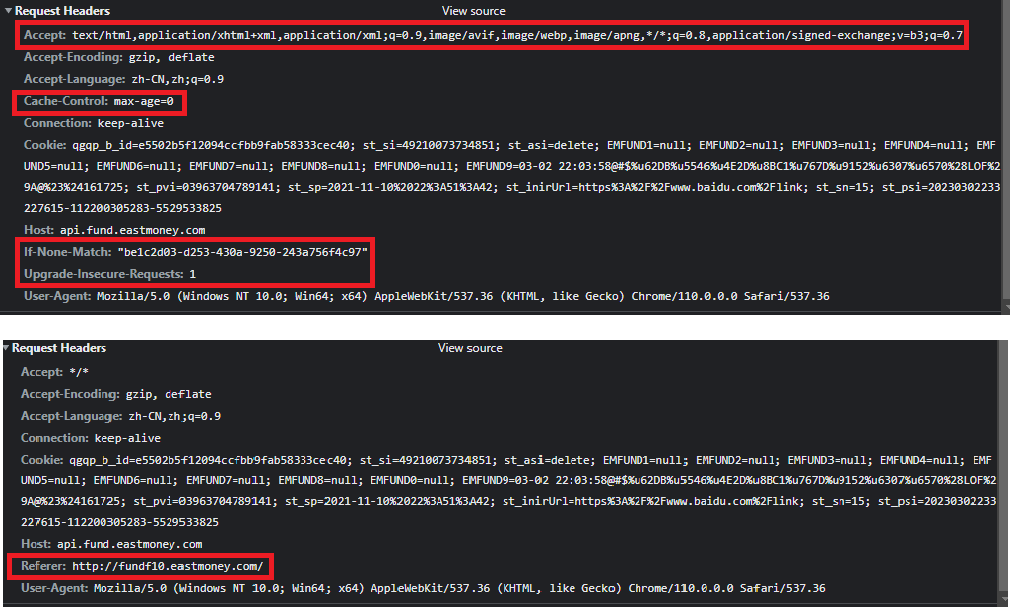 Request Headers View source
Accept: text/html,application/xhtml+xml,application/xml;q=0.9,image/avif,image/webp,image/apng,*/*;q=0.8,application/signed-exchange;v=b3;q=0.7
Accept-Encoding: gzip, deflate
Accept-Language: zh-CN,zh;q=0.9
Cache-Control: max-age=0
Connection: keep-alive
Cookie: qgqp_b_id=e5502b5f12094ccfbb9fab58333cec40; st_si=49210073734851; st_asi=delete; EMFUND1=null; EMFUND2=null; EMFUND3=null; EMFUND4=null; EMF
UND5=null; EMFUND6=null; EMFUND7=null; EMFUND8=null; EMFUND0=null; EMFUND9=03-02 22:03:58@#$%u62DB%u5546%u4E2D%u8BC1%u767D%u9152%u6307%u6570%28LOF%2
9A@%23%24161725; st_pvi=03963704789141; st_sp=2021-11-10%2022%3A51%3A42; st_inirUrl=https%3A%2F%2Fwww.baidu.com%2Flink; st_sn=15; st_psi=20230302233
227615-112200305283-5529533825
Host: api.fund.eastmoney.com
If-None-Match: "be1c2d03-d253-430a-9250-243a756f4c97"
Upgrade-Insecure-Requests: 1
User-Agent: Mozilla/5.0 (Windows NT 10.0; Win64; x64) AppleWebKit/537.36 (KHTML, like Gecko) Chrome/110.0.0.0 Safari/537.36
Request Headers View source
Accept: */*
Accept-Encoding: gzip, deflate
Accept-Language: zh-CN,zh;q=0.9
Connection: keep-alive
Cookie: qgqp_b_id=e5502b5f12094ccfbb9fab58333cec40; st_si=49210073734851; st_asi=delete; EMFUND1=null; EMFUND2=null; EMFUND3=null; EMFUND4=null; EMF
UND5=null; EMFUND6=null; EMFUND7=null; EMFUND8=null; EMFUND0=null; EMFUND9=03-02 22:03:58@#$%u62DB%u5546%u4E2D%u8BC1%u767D%u9152%u6307%u6570%28LOF%2
9A@%23%24161725; st_pvi=03963704789141; st_sp=2021-11-10%2022%3A51%3A42; st_inirUrl=https%3A%2F%2Fwww.baidu.com%2Flink; st_sn=15; st_psi=20230302233
227615-112200305283-5529533825
Host: api.fund.eastmoney.com
Referer: http://fundf10.eastmoney.com/
User-Agent: Mozilla/5.0 (Windows NT 10.0; Win64; x64) AppleWebKit/537.36 (KHTML, like Gecko) Chrome/110.0.0.0 Safari/537.36